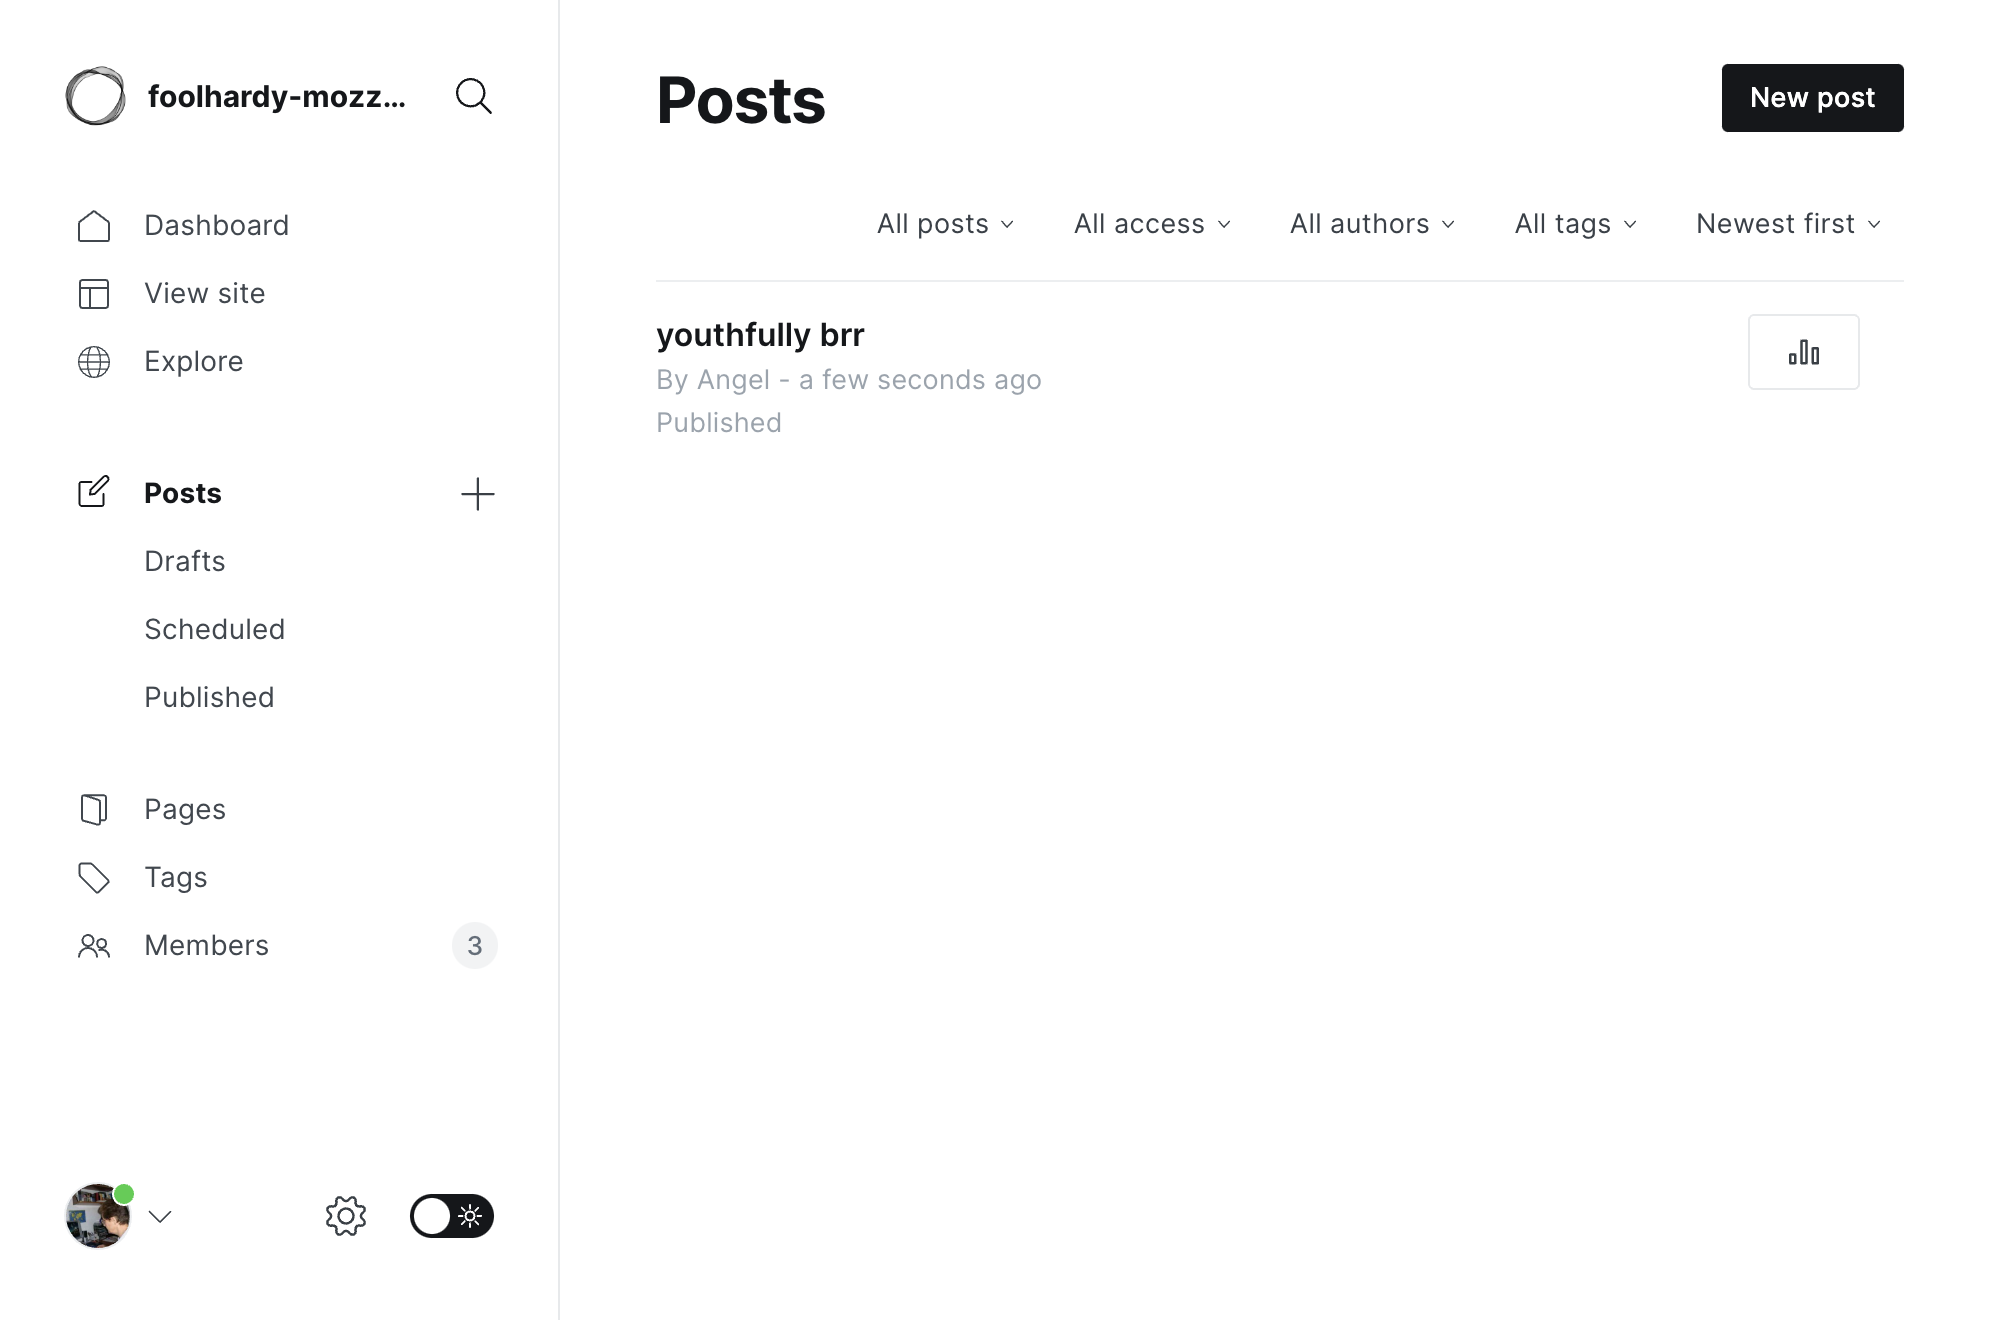 foolhardy-mozz...
Dashboard
View site
Explore
Posts
Drafts
Scheduled
Published
Pages
Tags
Members 3
Posts
New post
All posts All access All authors All tags Newest first
youthfully brr
By Angel - a few seconds ago
Published